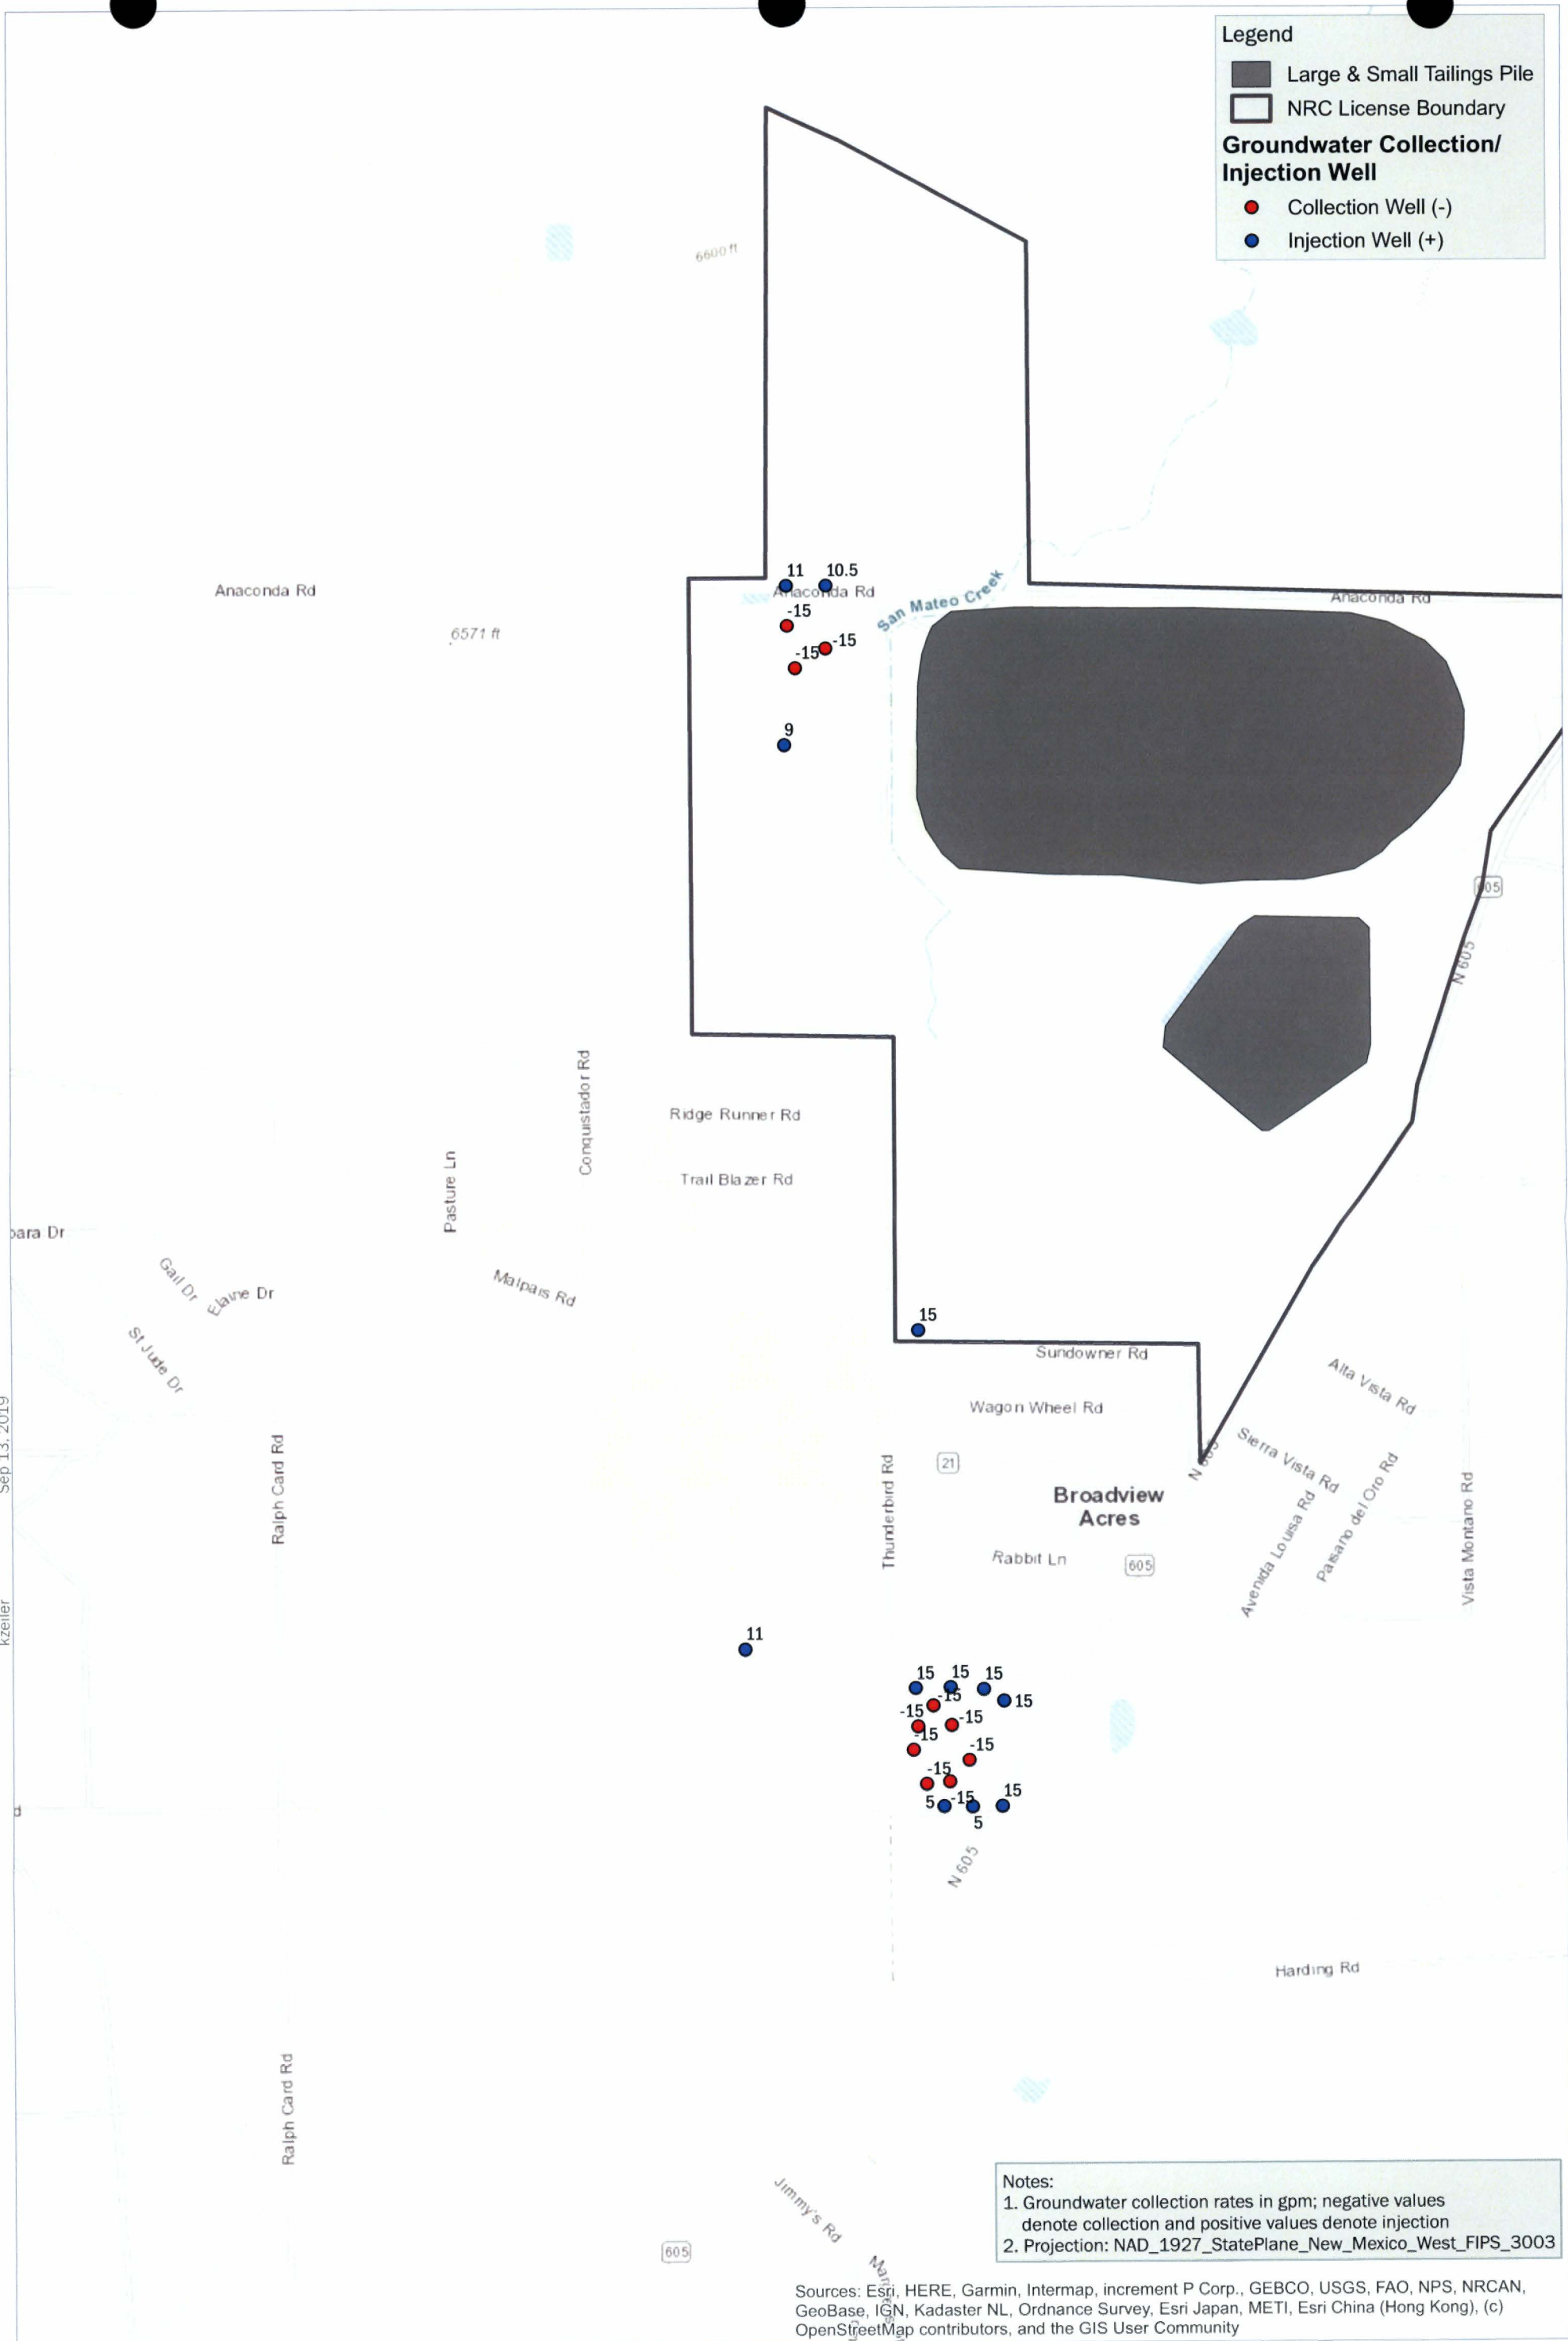 Legend
Large & Small Tailings Pile
NRC License Boundary
Groundwater Collection/
Injection Well
Collection Well (-)
Injection Well (+)
6600 ft
11
10.5
Anaconda Rd
Anaconda Rd
San Mateo Creek
Anaconda Rd
-15
6571 ft
-15
-15
9
605
N 605
Conquistador Rd
Ridge Runner Rd
Pasture Ln
Trail Blazer Rd
Dr
Gail Dr
Elaine Dr
Malpais Rd
15
St Jude Dr
Sundowner Rd
Alta Vista Rd
Sep 13, 2019
Wagon Wheel Rd
Ralph Card Rd
Thunderbird Rd
21
N 605
Sierra Vista Rd
Broadview
Acres
Avenida Louisa Rd
Paisano del Oro Rd
Vista Montano Rd
Rabbit Ln
605
kzeiler
11
15
15
15
-15
15
-15
-15
-15
-15
-15
5
-15
15
5
N 605
Harding Rd
Ralph Card Rd
Jimmy's Rd
605
Notes:
1. Groundwater collection rates in gpm; negative values
denote collection and positive values denote injection
2. Projection: NAD_1927_StatePlane_New_Mexico_West_FIPS_3003
Sources: Esri, HERE, Garmin, Intermap, increment P Corp., GEBCO, USGS, FAO, NPS, NRCAN,
GeoBase, IGN, Kadaster NL, Ordnance Survey, Esri Japan, METI, Esri China (Hong Kong), (c)
OpenStreetMap contributors, and the GIS User Community